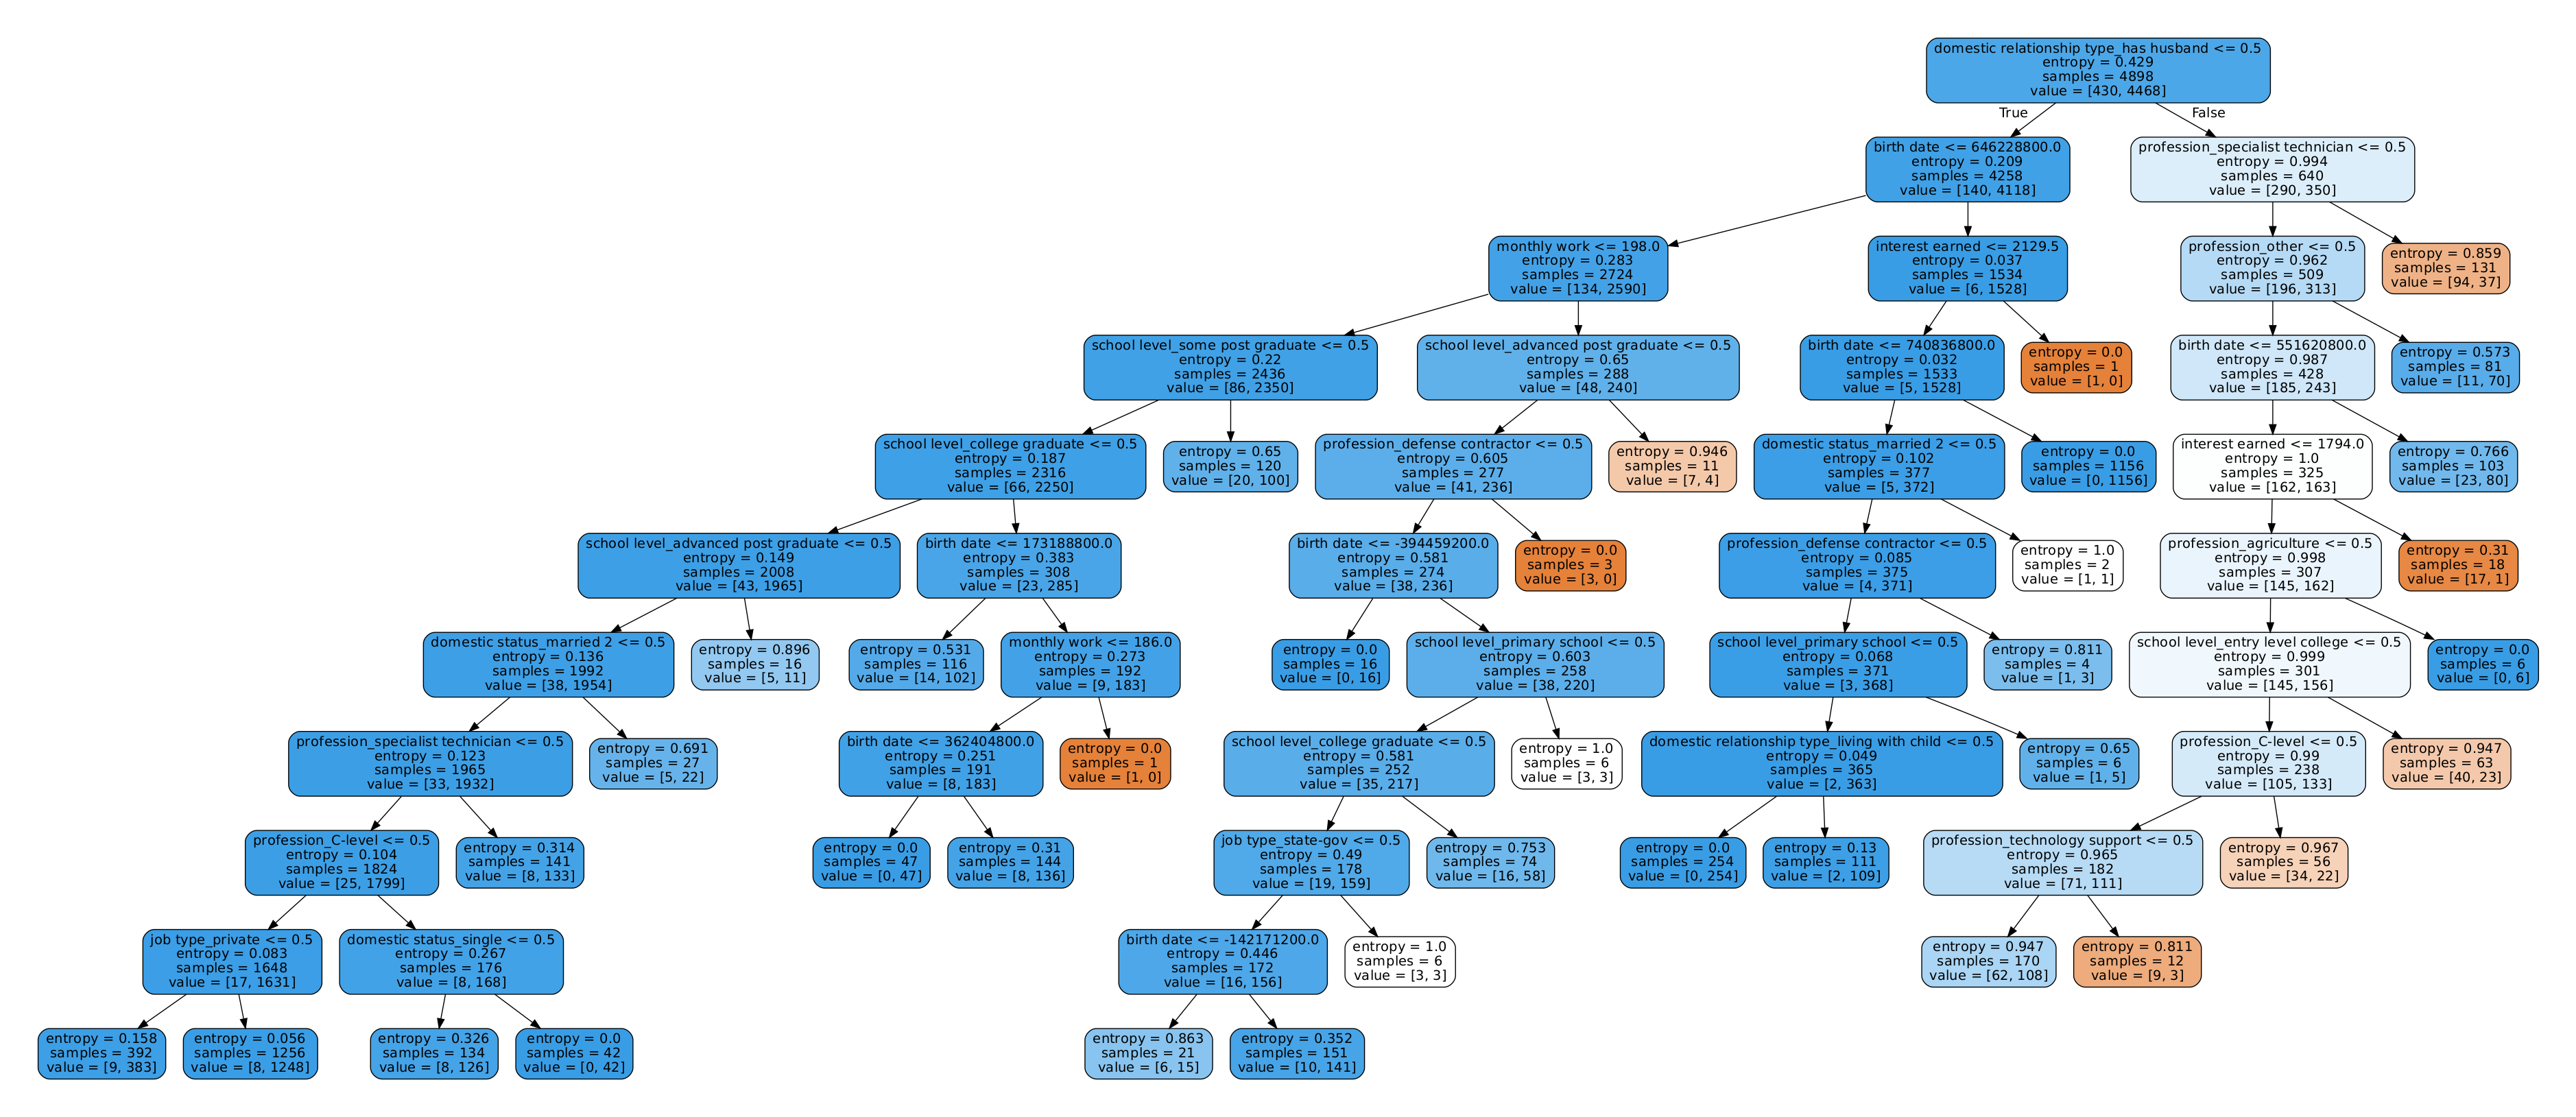 domestic relationship type_has husband <= 0.5
entropy = 0.429
samples = 4898
value = [430, 4468]
True
False
birth date <= 646228800.0
entropy = 0.209
samples = 4258
value = [140, 4118]
profession_specialist technician <= 0.5
entropy = 0.994
samples = 640
value = [290, 350]
monthly work <= 198.0
entropy = 0.283
samples = 2724
value = [134, 2590]
interest earned <= 2129.5
entropy = 0.037
samples = 1534
value = [6, 1528]
profession_other <= 0.5
entropy = 0.962
samples = 509
value = [196, 313]
entropy = 0.859
samples = 131
value = [94, 37]
school level_some post graduate <= 0.5
entropy = 0.22
samples = 2436
value = [86, 2350]
school level_advanced post graduate <= 0.5
entropy = 0.65
samples = 288
value = [48, 240]
birth date <= 740836800.0
entropy = 0.032
samples = 1533
value = [5, 1528]
entropy = 0.0
samples = 1
value = [1, 0]
birth date <= 551620800.0
entropy = 0.987
samples = 428
value = [185, 243]
entropy = 0.573
samples = 81
value = [11, 70]
school level_college graduate <= 0.5
entropy = 0.187
samples = 2316
value = [66, 2250]
entropy = 0.65
samples = 120
value = [20, 100]
profession_defense contractor <= 0.5
entropy = 0.605
samples = 277
value = [41, 236]
entropy = 0.946
samples = 11
value = [7, 4]
domestic status_married 2 <= 0.5
entropy = 0.102
samples = 377
value = [5, 372]
entropy = 0.0
samples = 1156
value = [0, 1156]
interest earned <= 1794.0
entropy = 1.0
samples = 325
value = [162, 163]
entropy = 0.766
samples = 103
value = [23, 80]
school level_advanced post graduate <= 0.5
entropy = 0.149
samples = 2008
value = [43, 1965]
birth date <= 173188800.0
entropy = 0.383
samples = 308
value = [23, 285]
birth date <= -394459200.0
entropy = 0.581
samples = 274
value = [38, 236]
entropy = 0.0
samples = 3
value = [3, 0]
profession_defense contractor <= 0.5
entropy = 0.085
samples = 375
value = [4, 371]
entropy = 1.0
samples = 2
value = [1, 1]
profession_agriculture <= 0.5
entropy = 0.998
samples = 307
value = [145, 162]
entropy = 0.31
samples = 18
value = [17, 1]
domestic status_married 2 <= 0.5
entropy = 0.136
samples = 1992
value = [38, 1954]
entropy = 0.896
samples = 16
value = [5, 11]
entropy = 0.531
samples = 116
value = [14, 102]
monthly work <= 186.0
entropy = 0.273
samples = 192
value = [9, 183]
entropy = 0.0
samples = 16
value = [0, 16]
school level_primary school <= 0.5
entropy = 0.603
samples = 258
value = [38, 220]
school level_primary school <= 0.5
entropy = 0.068
samples = 371
value = [3, 368]
entropy = 0.811
samples = 4
value = [1, 3]
school level_entry level college <= 0.5
entropy = 0.999
samples = 301
value = [145, 156]
entropy = 0.0
samples = 6
value = [0, 6]
profession_specialist technician <= 0.5
entropy = 0.123
samples = 1965
value = [33, 1932]
entropy = 0.691
samples = 27
value = [5, 22]
birth date <= 362404800.0
entropy = 0.251
samples = 191
value = [8, 183]
entropy = 0.0
samples = 1
value = [1, 0]
school level_college graduate <= 0.5
entropy = 0.581
samples = 252
value = [35, 217]
entropy = 1.0
samples = 6
value = [3, 3]
domestic relationship type_living with child <= 0.5
entropy = 0.049
samples = 365
value = [2, 363]
entropy = 0.65
samples = 6
value = [1, 5]
profession_C-level <= 0.5
entropy = 0.99
samples = 238
value = [105, 133]
entropy = 0.947
samples = 63
value = [40, 23]
profession_C-level <= 0.5
entropy = 0.104
samples = 1824
value = [25, 1799]
entropy = 0.314
samples = 141
value = [8, 133]
entropy = 0.0
samples = 47
value = [0, 47]
entropy = 0.31
samples = 144
value = [8, 136]
job type_state-gov <= 0.5
entropy = 0.49
samples = 178
value = [19, 159]
entropy = 0.753
samples = 74
value = [16, 58]
entropy = 0.0
samples = 254
value = [0, 254]
entropy = 0.13
samples = 111
value = [2, 109]
profession_technology support <= 0.5
entropy = 0.965
samples = 182
value = [71, 111]
entropy = 0.967
samples = 56
value = [34, 22]
job type_private <= 0.5
entropy = 0.083
samples = 1648
value = [17, 1631]
domestic status_single <= 0.5
entropy = 0.267
samples = 176
value = [8, 168]
birth date <= -142171200.0
entropy = 0.446
samples = 172
value = [16, 156]
entropy = 1.0
samples = 6
value = [3, 3]
entropy = 0.947
samples = 170
value = [62, 108]
entropy = 0.811
samples = 12
value = [9, 3]
entropy = 0.158
samples = 392
value = [9, 383]
entropy = 0.056
samples = 1256
value = [8, 1248]
entropy = 0.326
samples = 134
value = [8, 126]
entropy = 0.0
samples = 42
value = [0, 42]
entropy = 0.863
samples = 21
value = [6, 15]
entropy = 0.352
samples = 151
value = [10, 141]